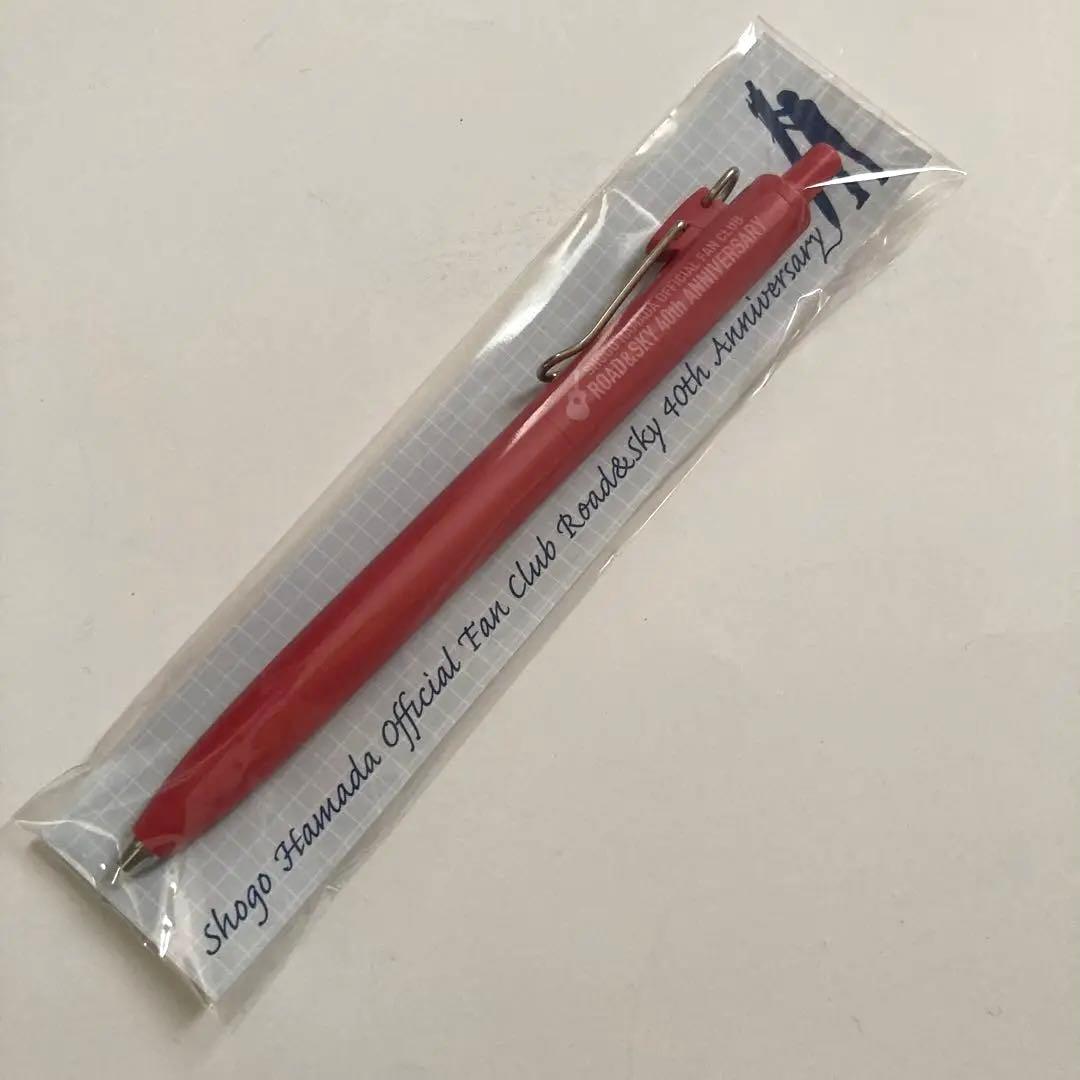 SHOGO HAMADA OFFICIAL FAN CLUB
ROAD&SKY 40th ANNIVERSARY
Shogo Hamada Official Fan Club Road&Sky 40th Anniversary